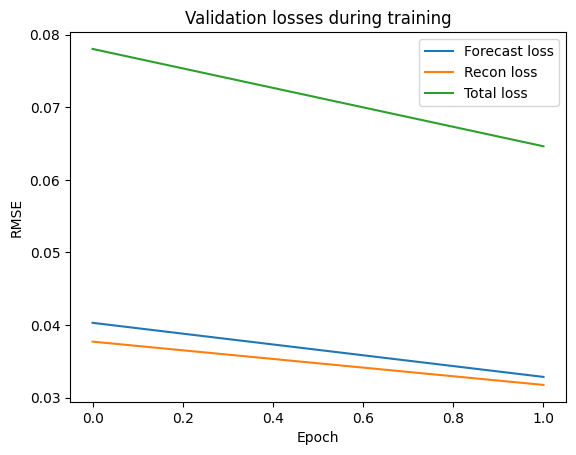 Validation losses during training
0.08
0.07
0.06
0.05
0.04
0.03
RMSE
Forecast loss
Recon loss
Total loss
0.0 0.2 0.4 0.6 0.8 1.0
Epoch